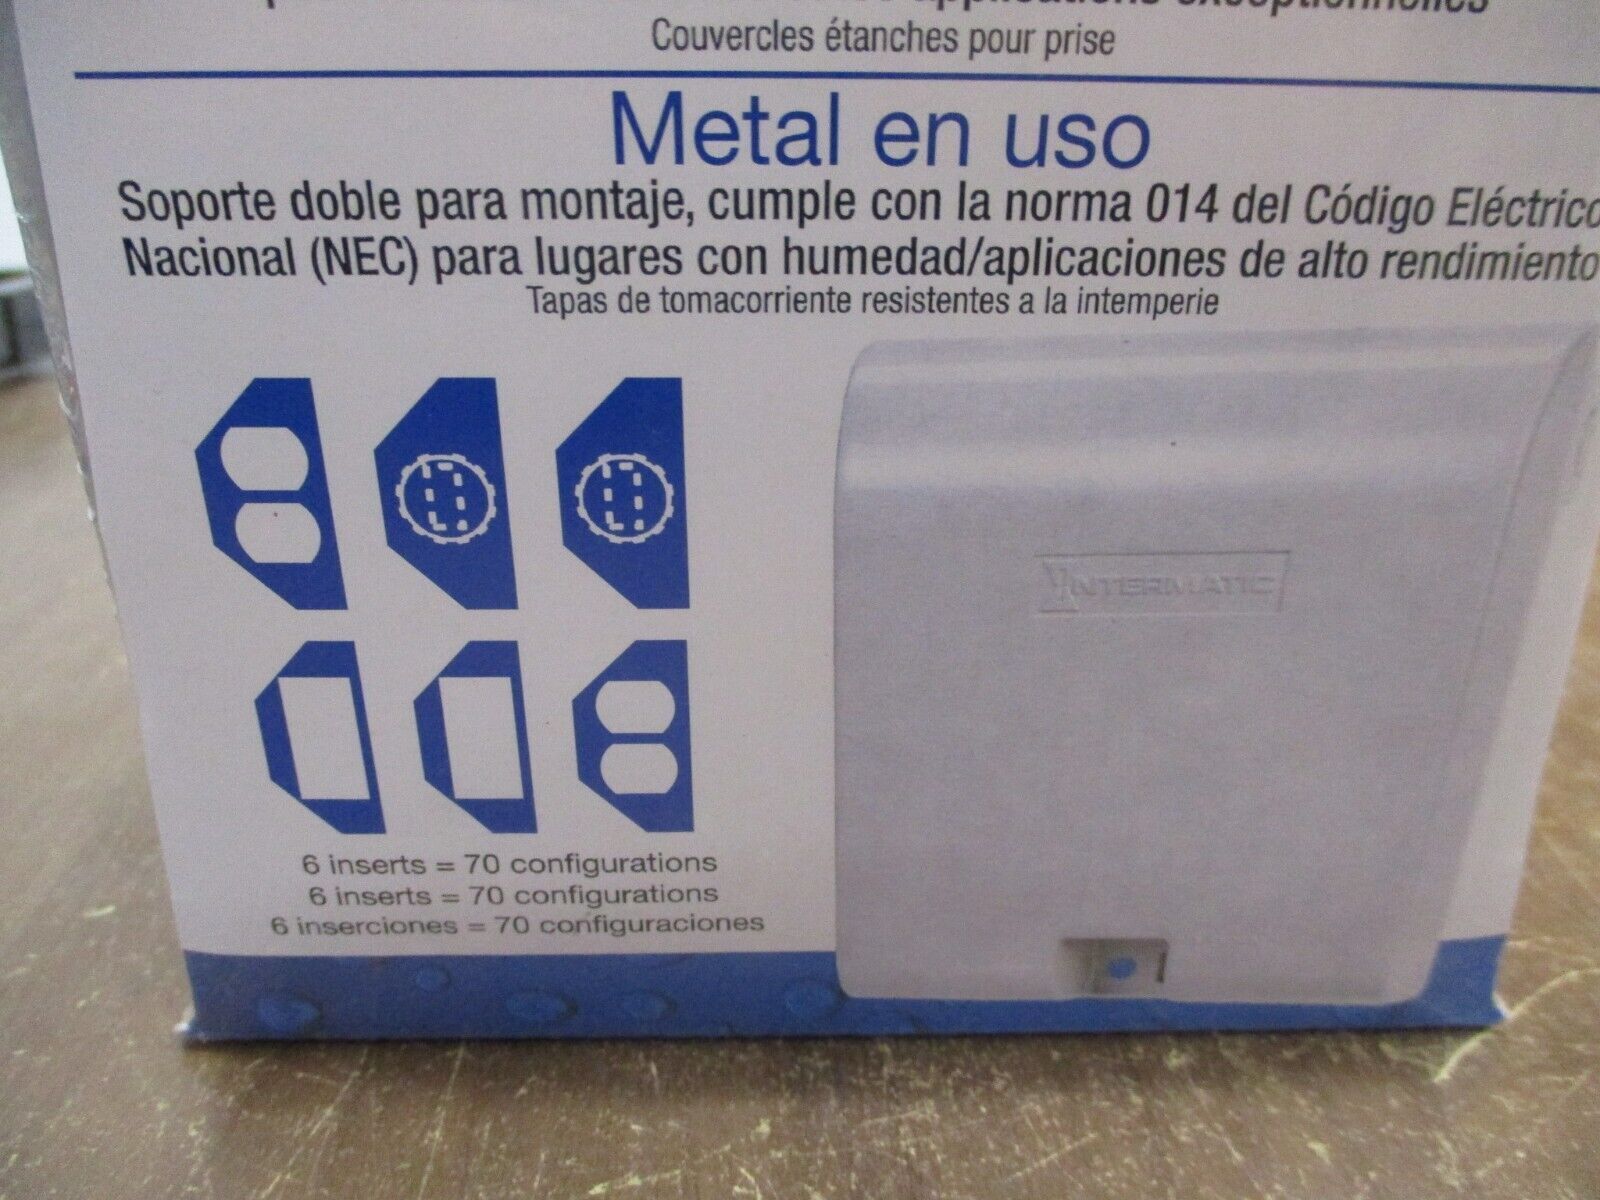 applications exceptionnelles
Couvercles étanches pour prise
Metal en uso
Soporte doble para montaje, cumple con la norma 014 del Código Eléctrico
Nacional (NEC) para lugares con humedad/aplicaciones de alto rendimiento
Tapas de tomacorriente resistentes a la intemperie
INTERMATIC
6 inserts = 70 configurations
6 inserts = 70 configurations
6 inserciones = 70 configuraciones